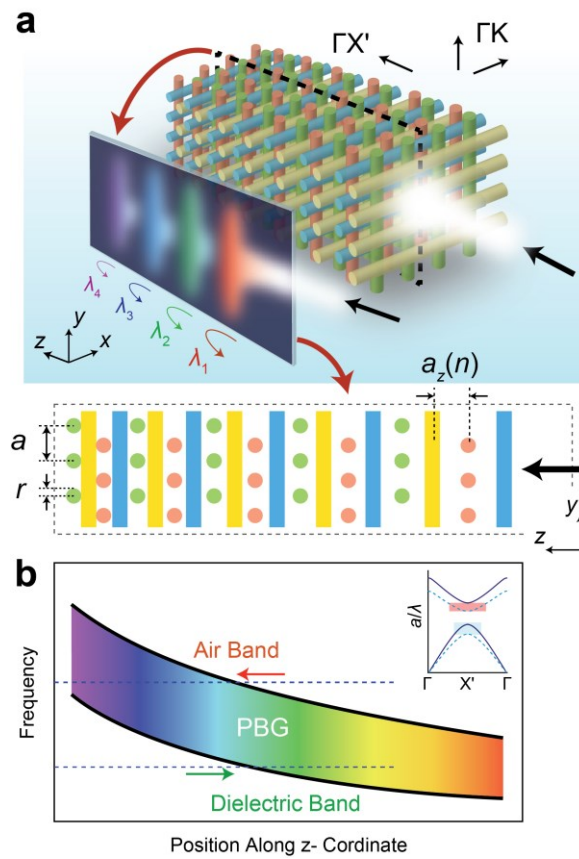 a
ΓX'
ΓK
λ4
λ3
λ2
λ1
y
z
x
az(n)
a
r
y
z
b
Frequency
Air Band
PBG
Dielectric Band
a/λ
Γ
X'
Γ
Position Along z- Cordinate